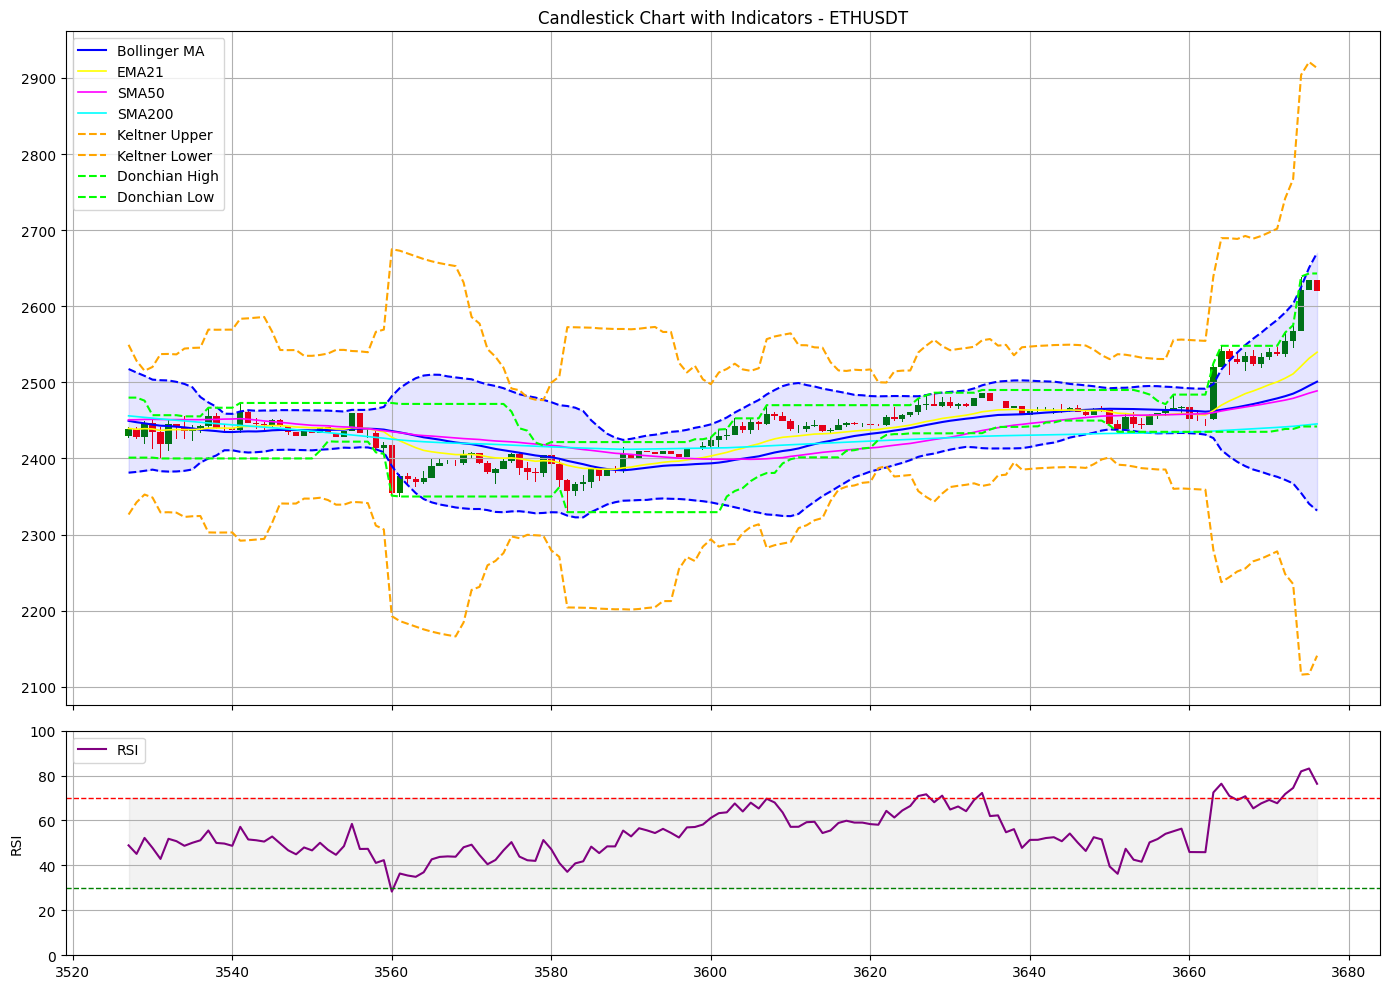 Candlestick Chart with Indicators - ETHUSDT
Bollinger MA
EMA21
SMA50
SMA200
Keltner Upper
Keltner Lower
Donchian High
Donchian Low
2900
2800
2700
2600
2500
2400
2300
2200
2100
RSI
100
80
60
40
20
0
RSI
3520
3540
3560
3580
3600
3620
3640
3660
3680